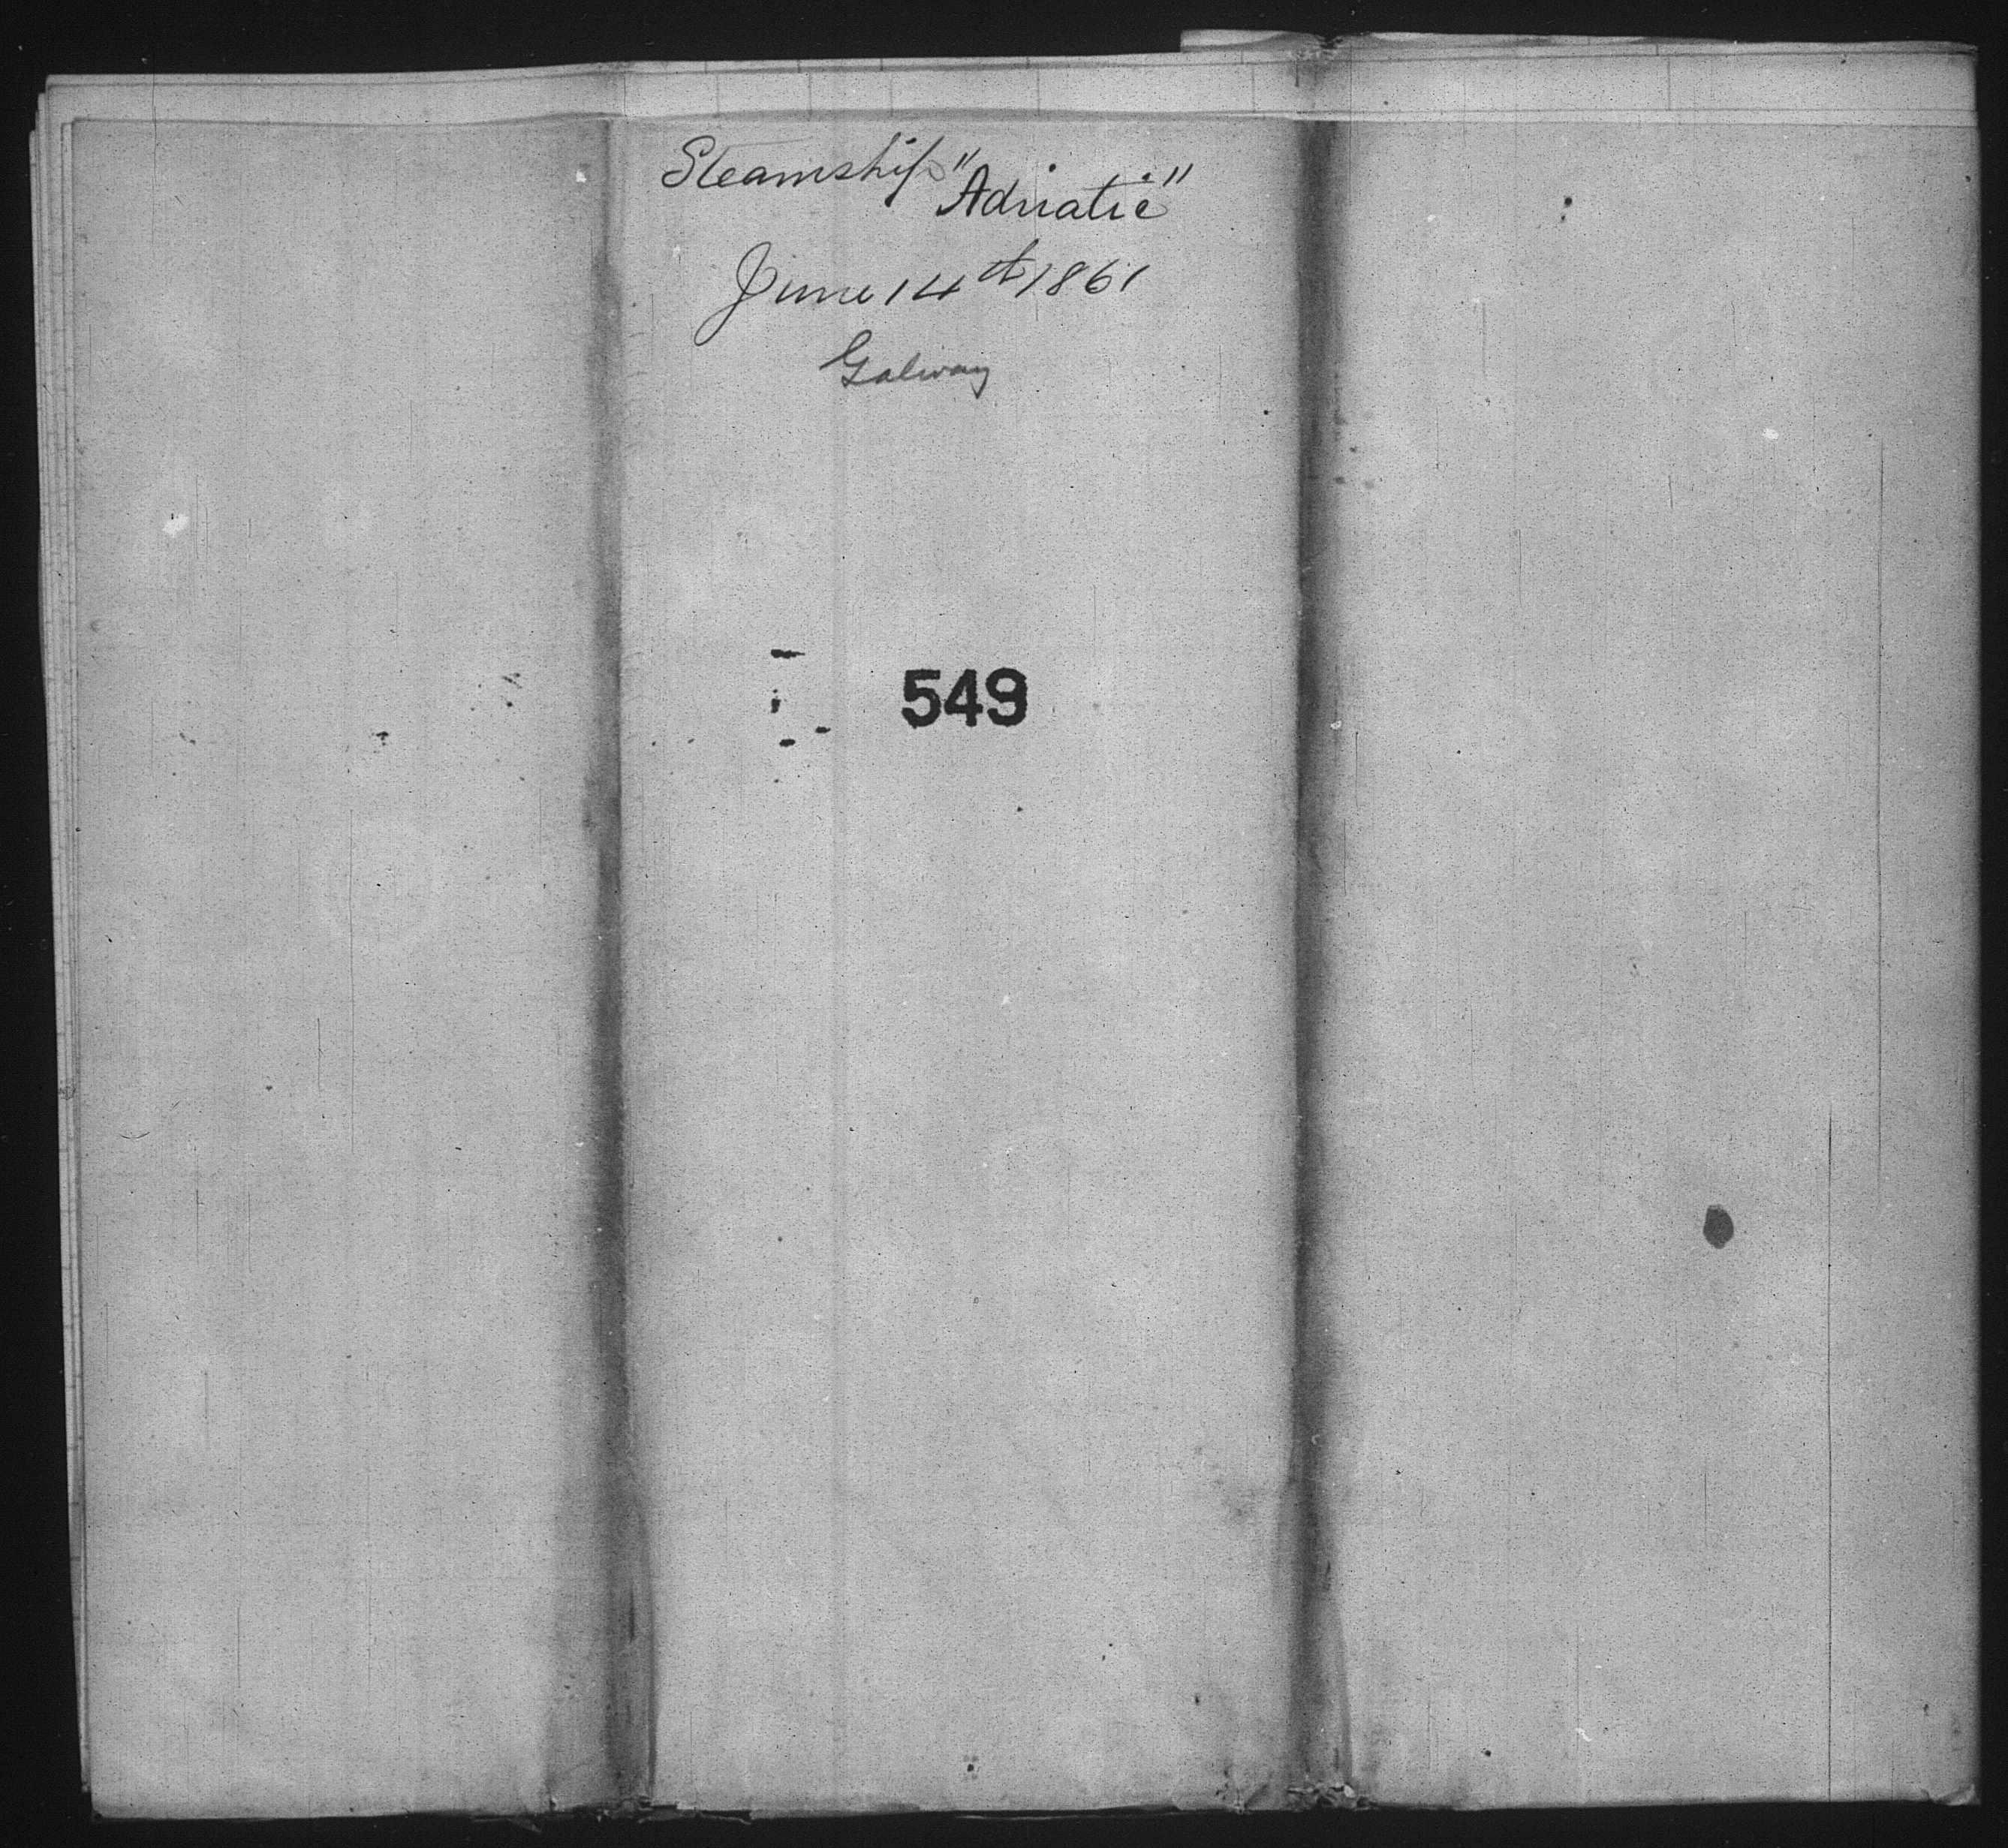 Steamship "Adriatic"
June 14th 1861
Galway
549